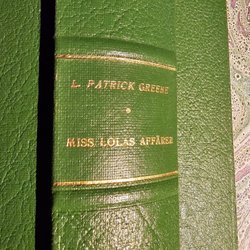 L. PATRICK GREENE
MISS LOLAS AFFÄRER